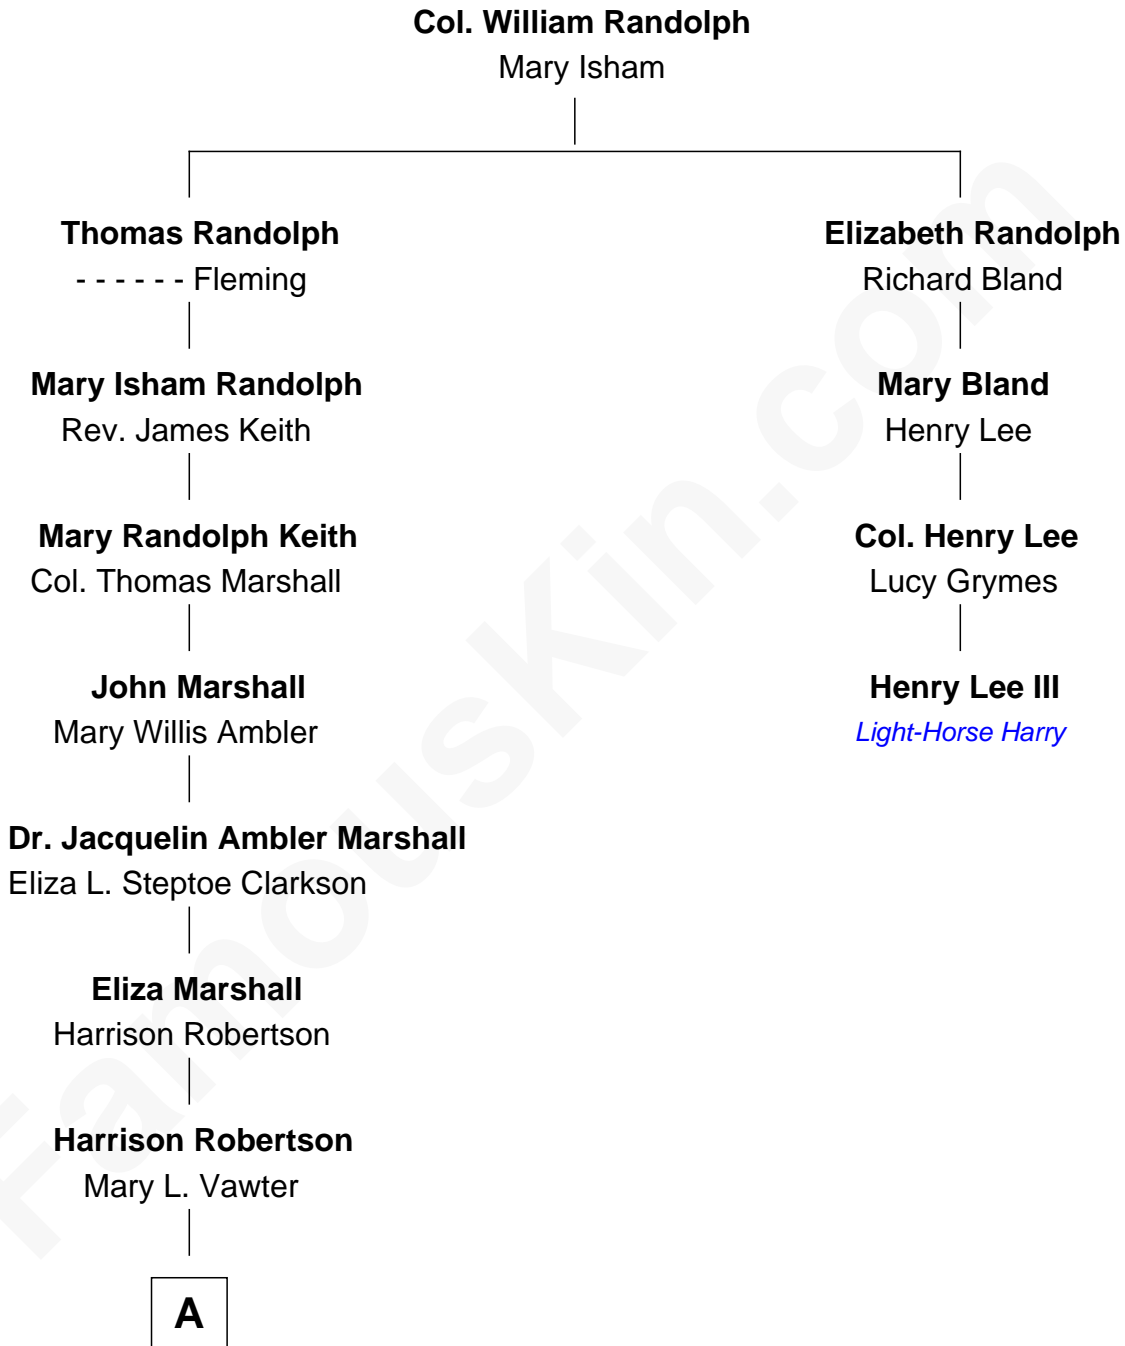 Col. William Randolph
Mary Isham
Thomas Randolph
- - - - - - Fleming
Elizabeth Randolph
Richard Bland
Mary Isham Randolph
Rev. James Keith
Mary Bland
Henry Lee
Mary Randolph Keith
Col. Thomas Marshall
Col. Henry Lee
Lucy Grymes
John Marshall
Mary Willis Ambler
Henry Lee III
Light-Horse Harry
Dr. Jacquelin Ambler Marshall
Eliza L. Steptoe Clarkson
Eliza Marshall
Harrison Robertson
Harrison Robertson
Mary L. Vawter
A
FamousKin.com